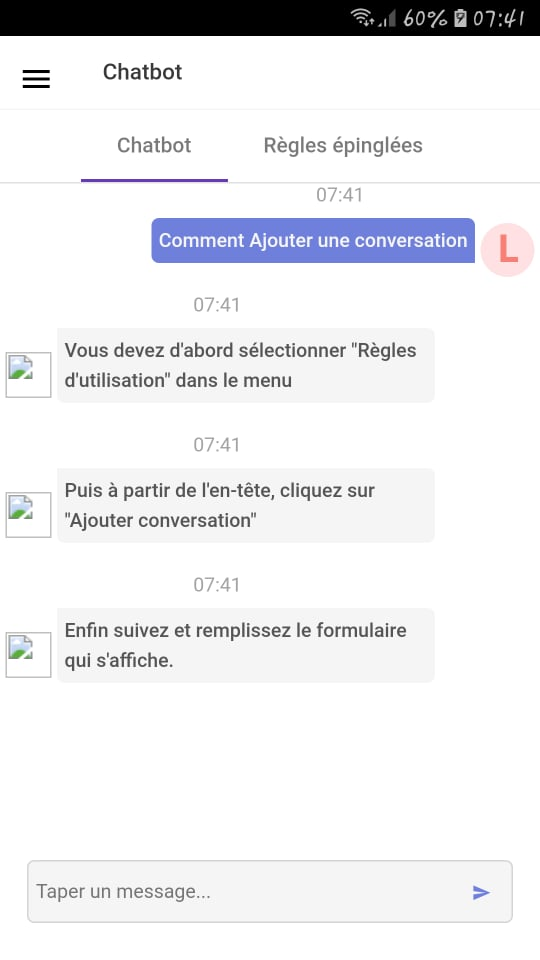 60% 07:41
Chatbot
Chatbot Règles épinglées
07:41
Comment Ajouter une conversation
L
07:41
Vous devez d'abord sélectionner "Règles
d'utilisation" dans le menu
07:41
Puis à partir de l'en-tête, cliquez sur
"Ajouter conversation"
07:41
Enfin suivez et remplissez le formulaire
qui s'affiche.
Taper un message...